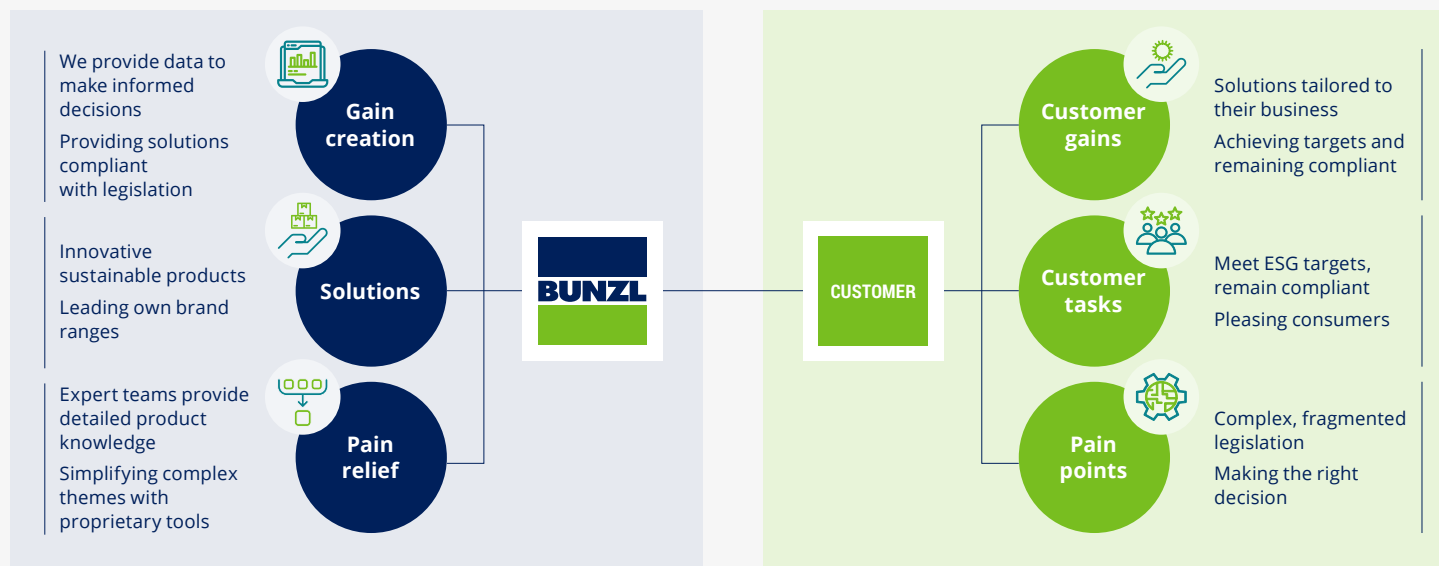 We provide data to
make informed
decisions
Providing solutions
compliant
with legislation
Gain
creation
Innovative
sustainable products
Leading own brand
ranges
Solutions
Expert teams provide
detailed product
knowledge
Simplifying complex
themes with
proprietary tools
Pain
relief
BUNZL
CUSTOMER
Customer
gains
Solutions tailored to
their business
Achieving targets and
remaining compliant
Customer
tasks
Meet ESG targets,
remain compliant
Pleasing consumers
Pain
points
Complex, fragmented
legislation
Making the right
decision